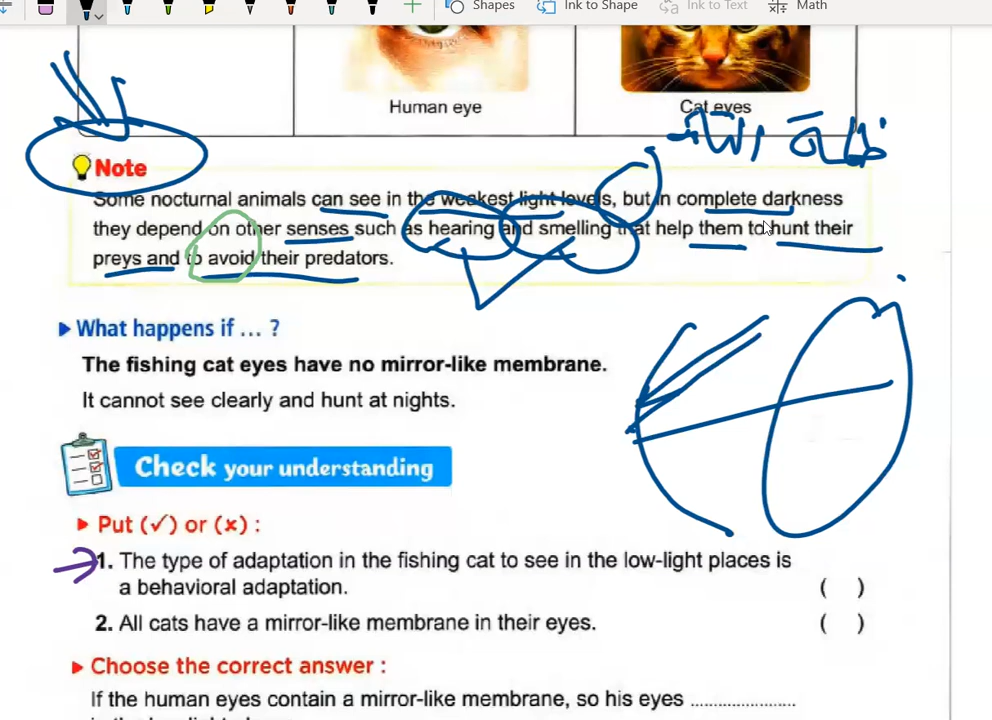 Shapes Ink to Shape Ink to Text Math
Human eye Cat eyes
Note
Some nocturnal animals can see in the weakest light levels, but in complete darkness
they depend on other senses such as hearing and smelling that help them to hunt their
preys and to avoid their predators.
What happens if ... ?
The fishing cat eyes have no mirror-like membrane.
It cannot see clearly and hunt at nights.
Check your understanding
Put (✓) or (×) :
1. The type of adaptation in the fishing cat to see in the low-light places is
a behavioral adaptation. ( )
2. All cats have a mirror-like membrane in their eyes. ( )
Choose the correct answer :
If the human eyes contain a mirror-like membrane, so his eyes ......................